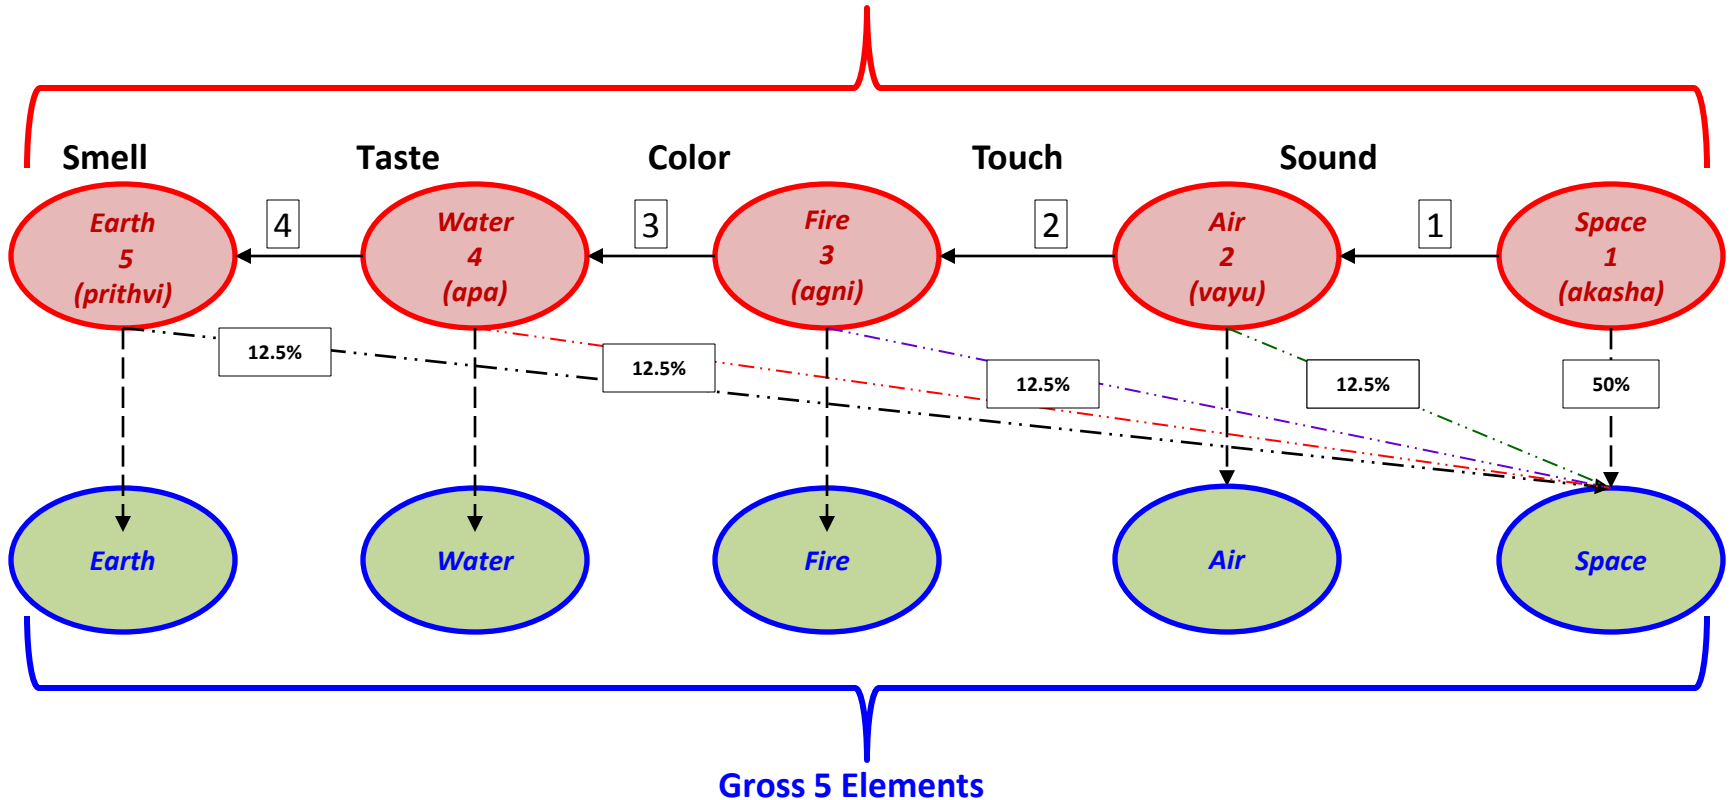 Smell Taste Color Touch Sound
Earth
5
(prithvi)
4
Water
4
(apa)
3
Fire
3
(agni)
2
Air
2
(vayu)
1
Space
1
(akasha)
12.5% 12.5% 12.5% 12.5% 50%
Earth Water Fire Air Space
Gross 5 Elements